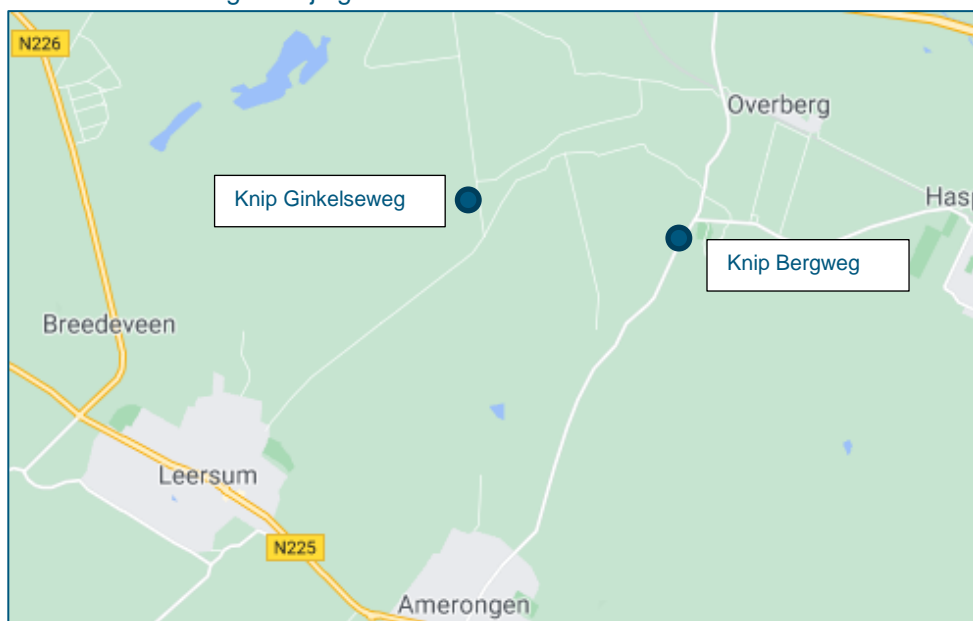 N226
Overberg
Knip Ginkelseweg
Hasp
Knip Bergweg
Breedeveen
Leersum
N225
Amerongen